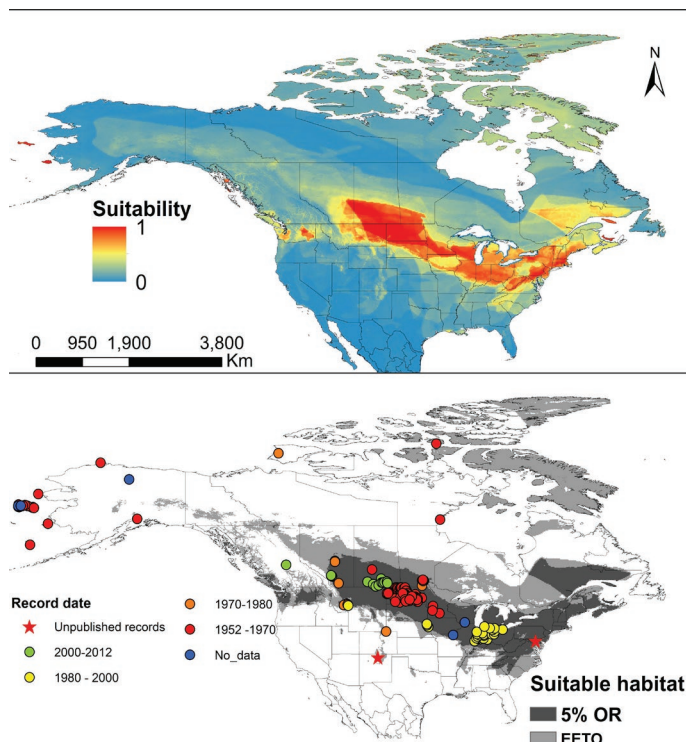 N
Suitability
1
0
0 950 1,900 3,800
Km
Record date
Unpublished records
2000-2012
1980 - 2000
1970-1980
1952 -1970
No_data
Suitable habitat
5% OR